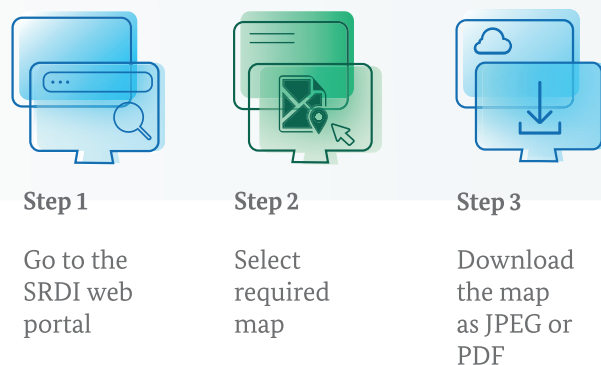 Step 1
Go to the
SRDI web
portal
Step 2
Select
required
map
Step 3
Download
the map
as JPEG or
PDF